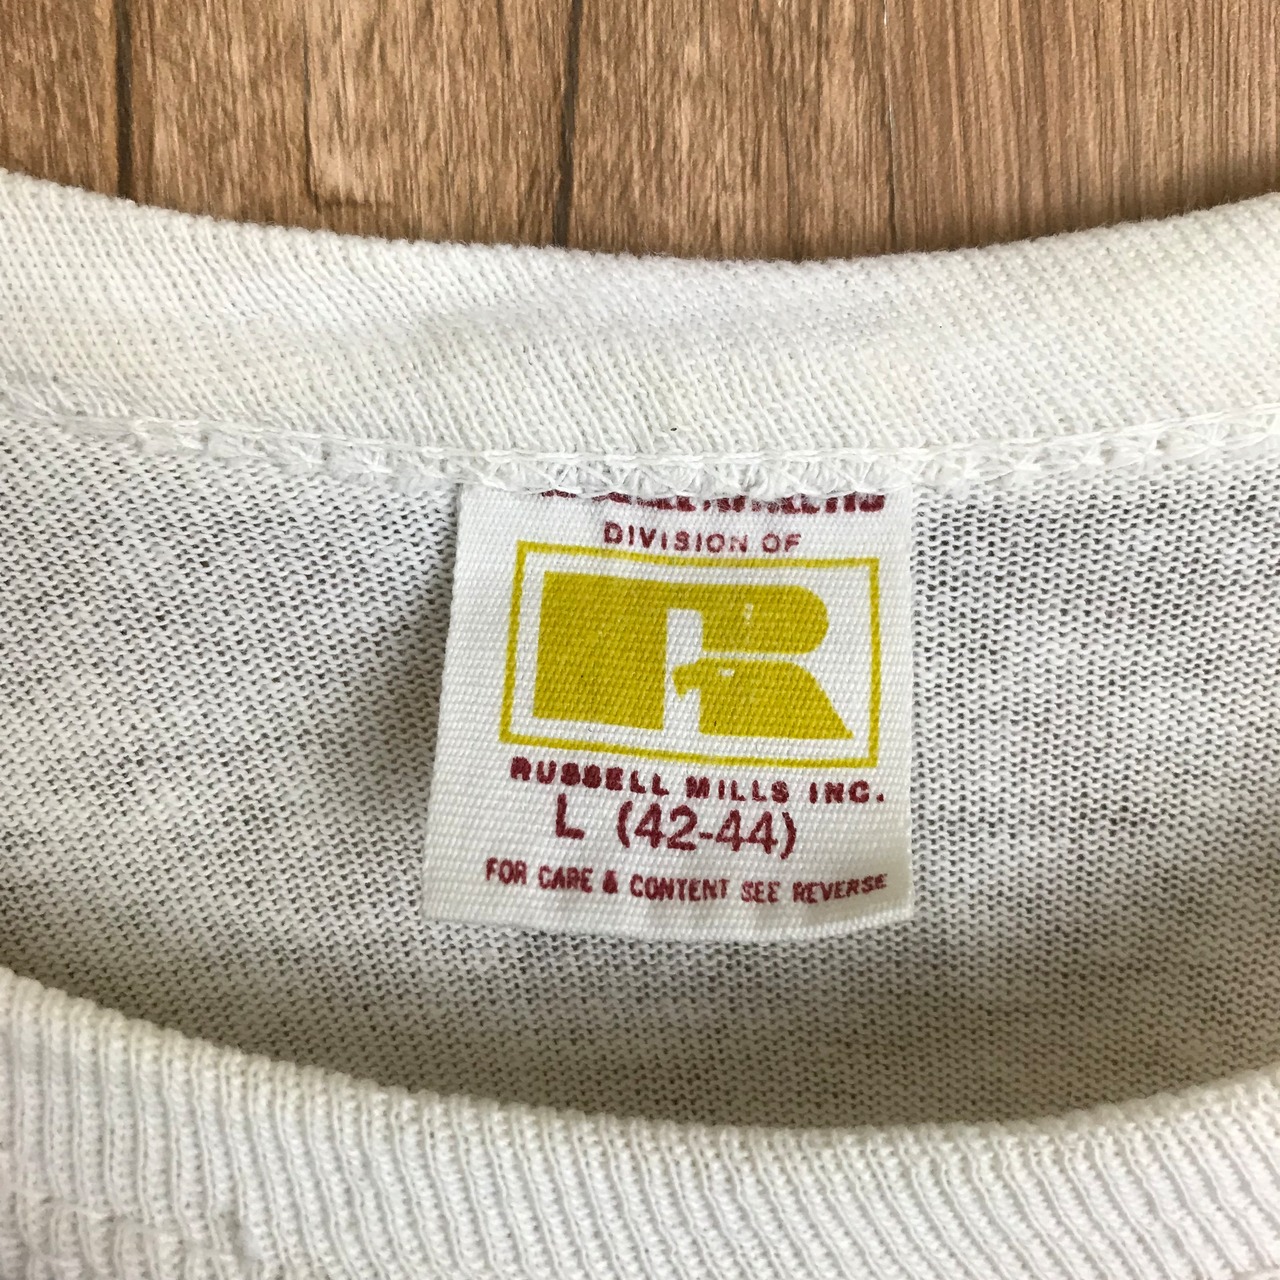 DIVISION OF
R
RUSSELL MILLS INC.
L (42-44)
FOR CARE & CONTENT SEE REVERSE